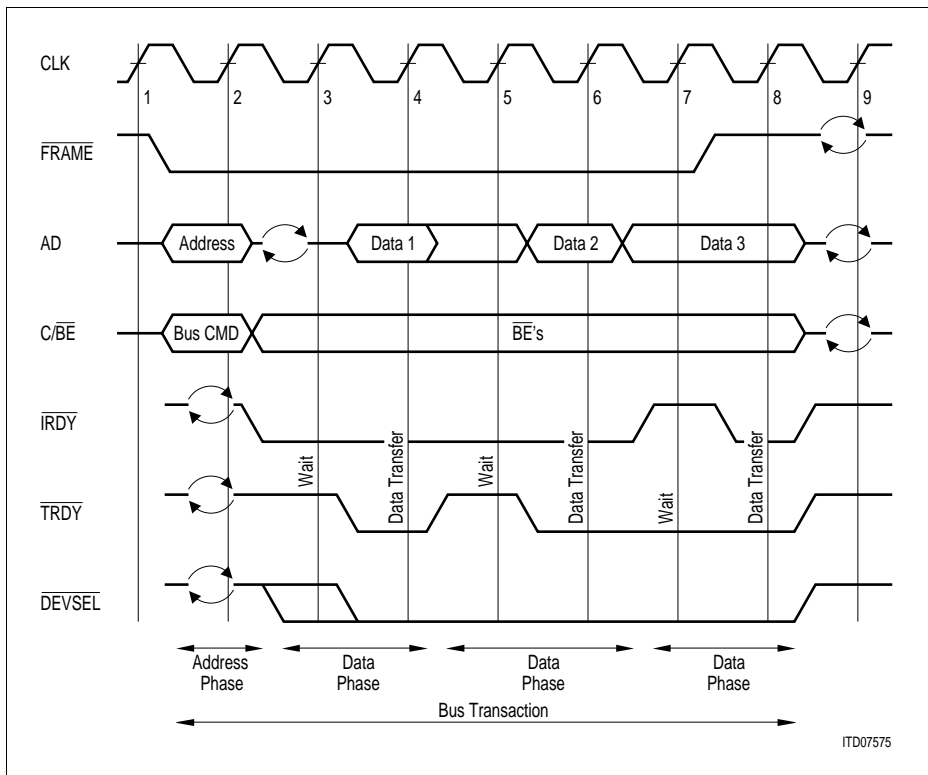 CLK
1 2 3 4 5 6 7 8 9
FRAME
AD
Address
Data 1
Data 2
Data 3
C/BE
Bus CMD
BE's
IRDY
Wait
Data Transfer
Wait
Data Transfer
Wait
Data Transfer
TRDY
DEVSEL
Address
Phase
Data
Phase
Data
Phase
Data
Phase
Bus Transaction
ITD07575